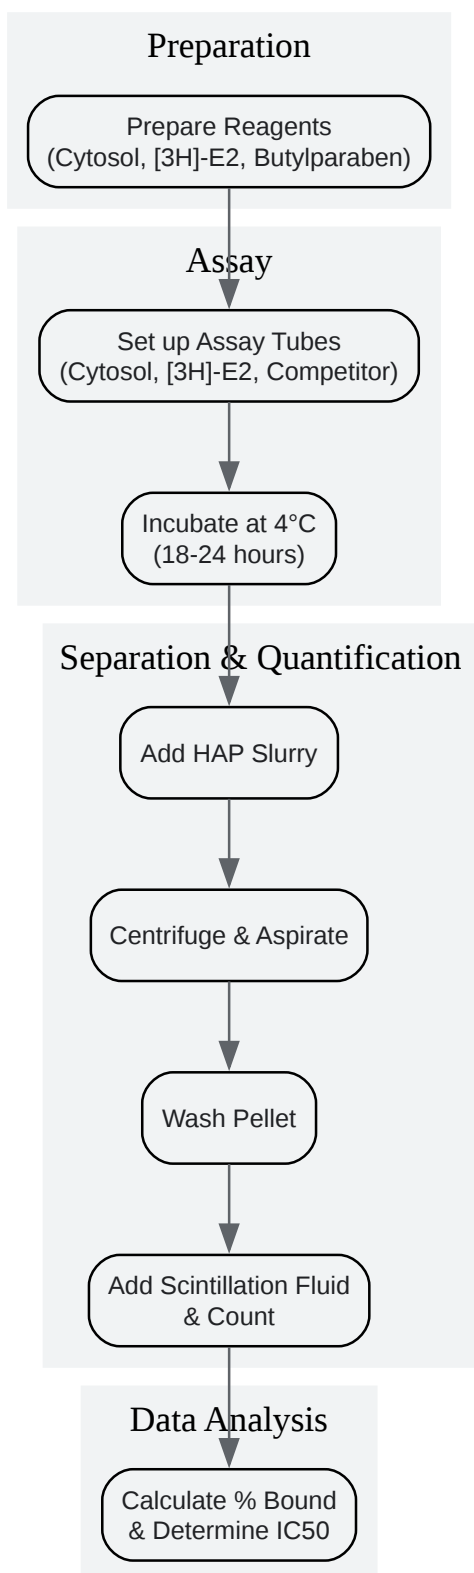 Preparation
Prepare Reagents
(Cytosol, [3H]-E2, Butylparaben)
Assay
Set up Assay Tubes
(Cytosol, [3H]-E2, Competitor)
Incubate at 4°C
(18-24 hours)
Separation & Quantification
Add HAP Slurry
Centrifuge & Aspirate
Wash Pellet
Add Scintillation Fluid
& Count
Data Analysis
Calculate % Bound
& Determine IC50